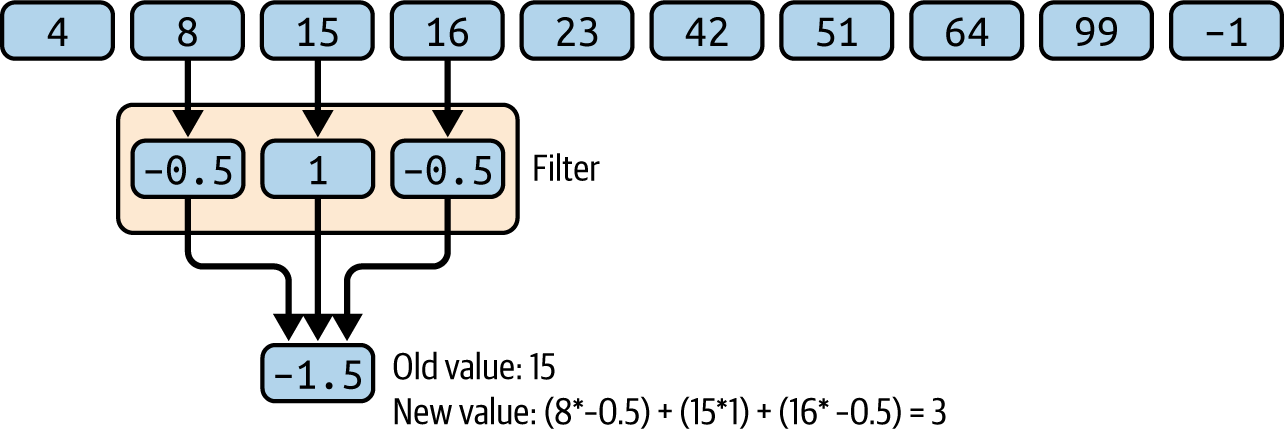 4 8 15 16 23 42 51 64 99 −1
−0.5 1 −0.5 Filter
−1.5
Old value: 15
New value: (8*−0.5) + (15*1) + (16* −0.5) = 3